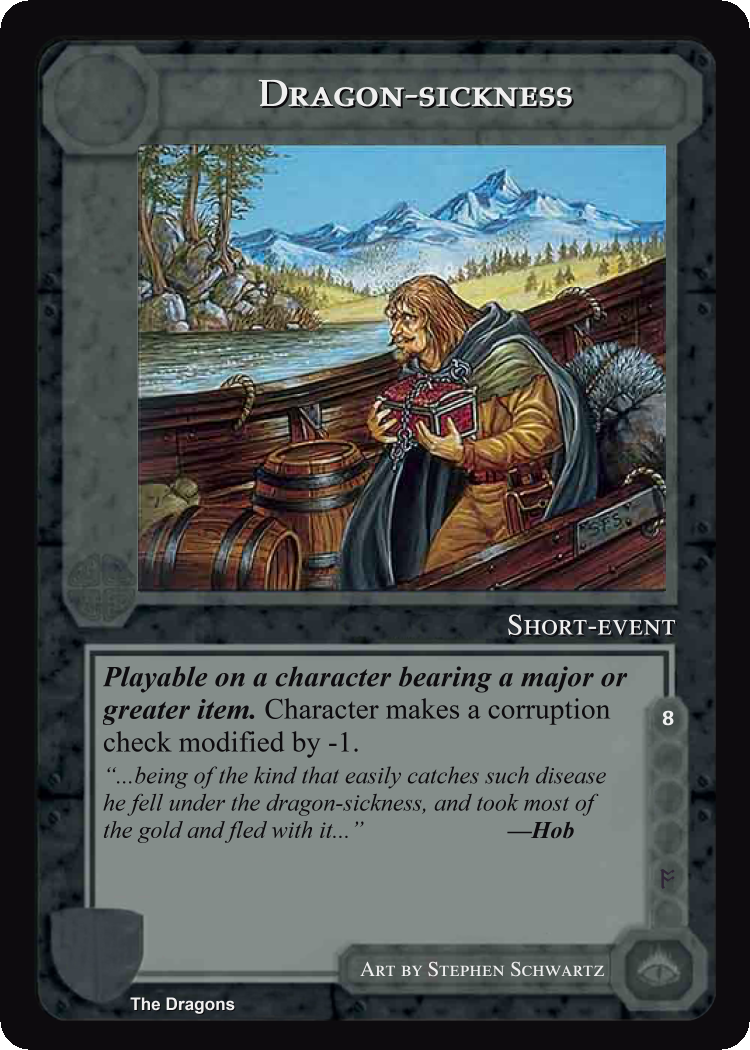 Dragon-sickness
"SFS"
Short-event
Playable on a character bearing a major or
greater item. Character makes a corruption
check modified by -1.
8
“...being of the kind that easily catches such disease
he fell under the dragon-sickness, and took most of
the gold and fled with it...” —Hob
Art by Stephen Schwartz
The Dragons